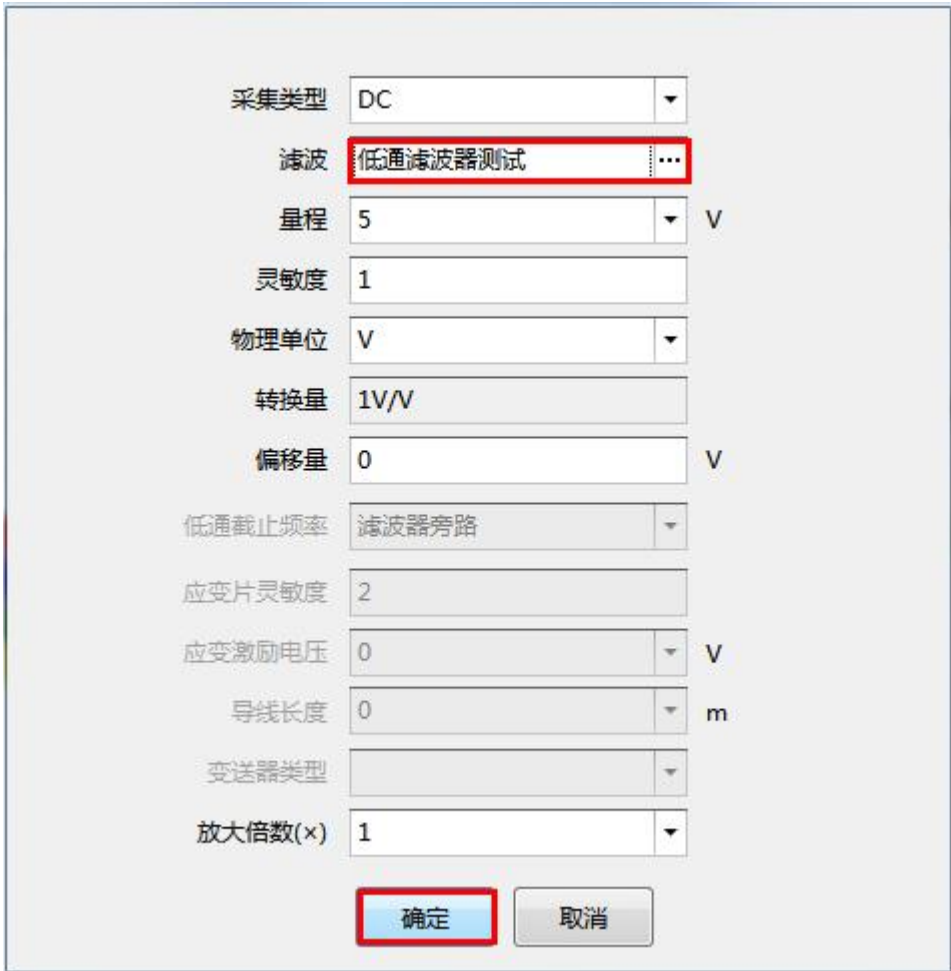 采集类型 DC
滤波 低通滤波器测试 ...
量程 5 V
灵敏度 1
物理单位 V
转换量 1V/V
偏移量 0 V
低通截止频率 滤波器旁路
应变片灵敏度 2
应变激励电压 0 V
导线长度 0 m
变送器类型
放大倍数(×) 1
确定 取消